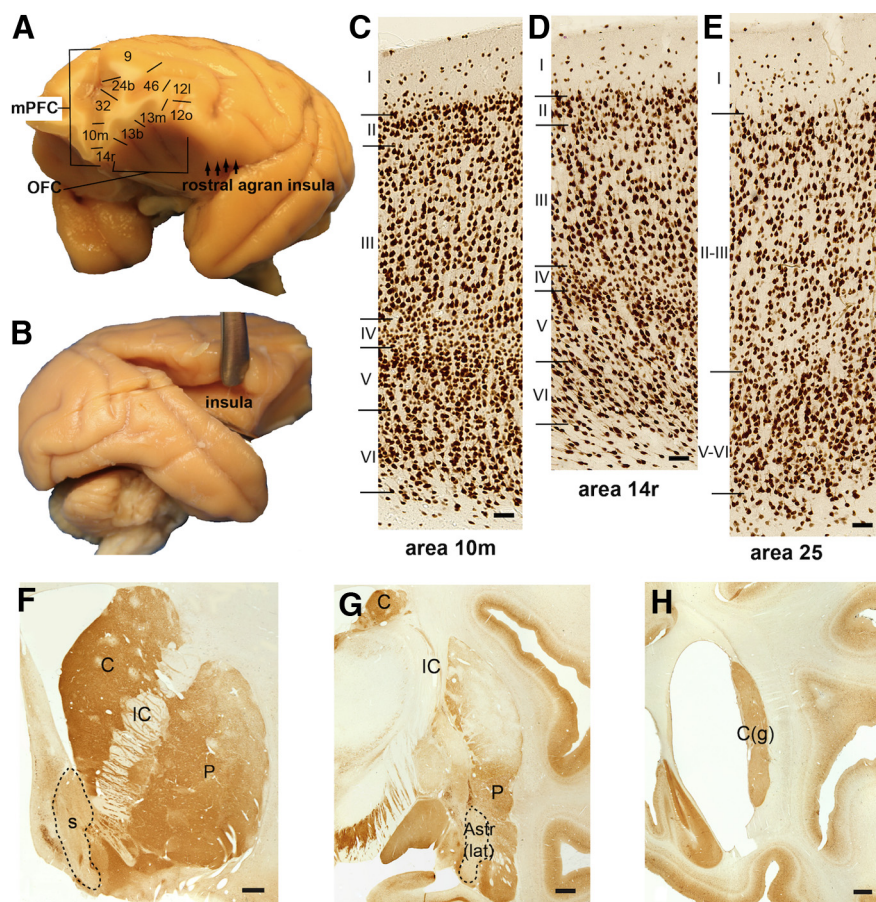 A
9
24b
46
12l
mPFC
32
13m
12o
10m
13b
14r
OFC
rostral agran insula
B
insula
C
I
II
III
IV
V
VI
area 10m
D
I
II
III
IV
V
VI
area 14r
E
I
II-III
V-VI
area 25
F
C
IC
P
s
G
C
IC
P
Astr
(lat)
H
C(g)